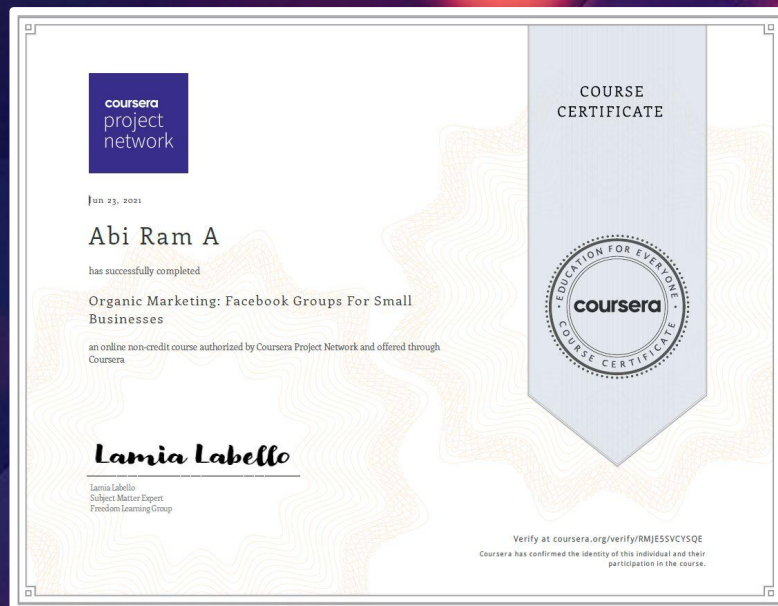 coursera
project
network
COURSE
CERTIFICATE
Jun 23, 2021
Abi Ram A
has successfully completed
Organic Marketing: Facebook Groups For Small
Businesses
an online non-credit course authorized by Coursera Project Network and offered through
Coursera
EDUCATION FOR EVERYONE
coursera
COURSE CERTIFICATE
Lamia Labello
Lamia Labello
Subject Matter Expert
Freedom Learning Group
Verify at coursera.org/verify/RMJE5SVCYSQE
Coursera has confirmed the identity of this individual and their
participation in the course.